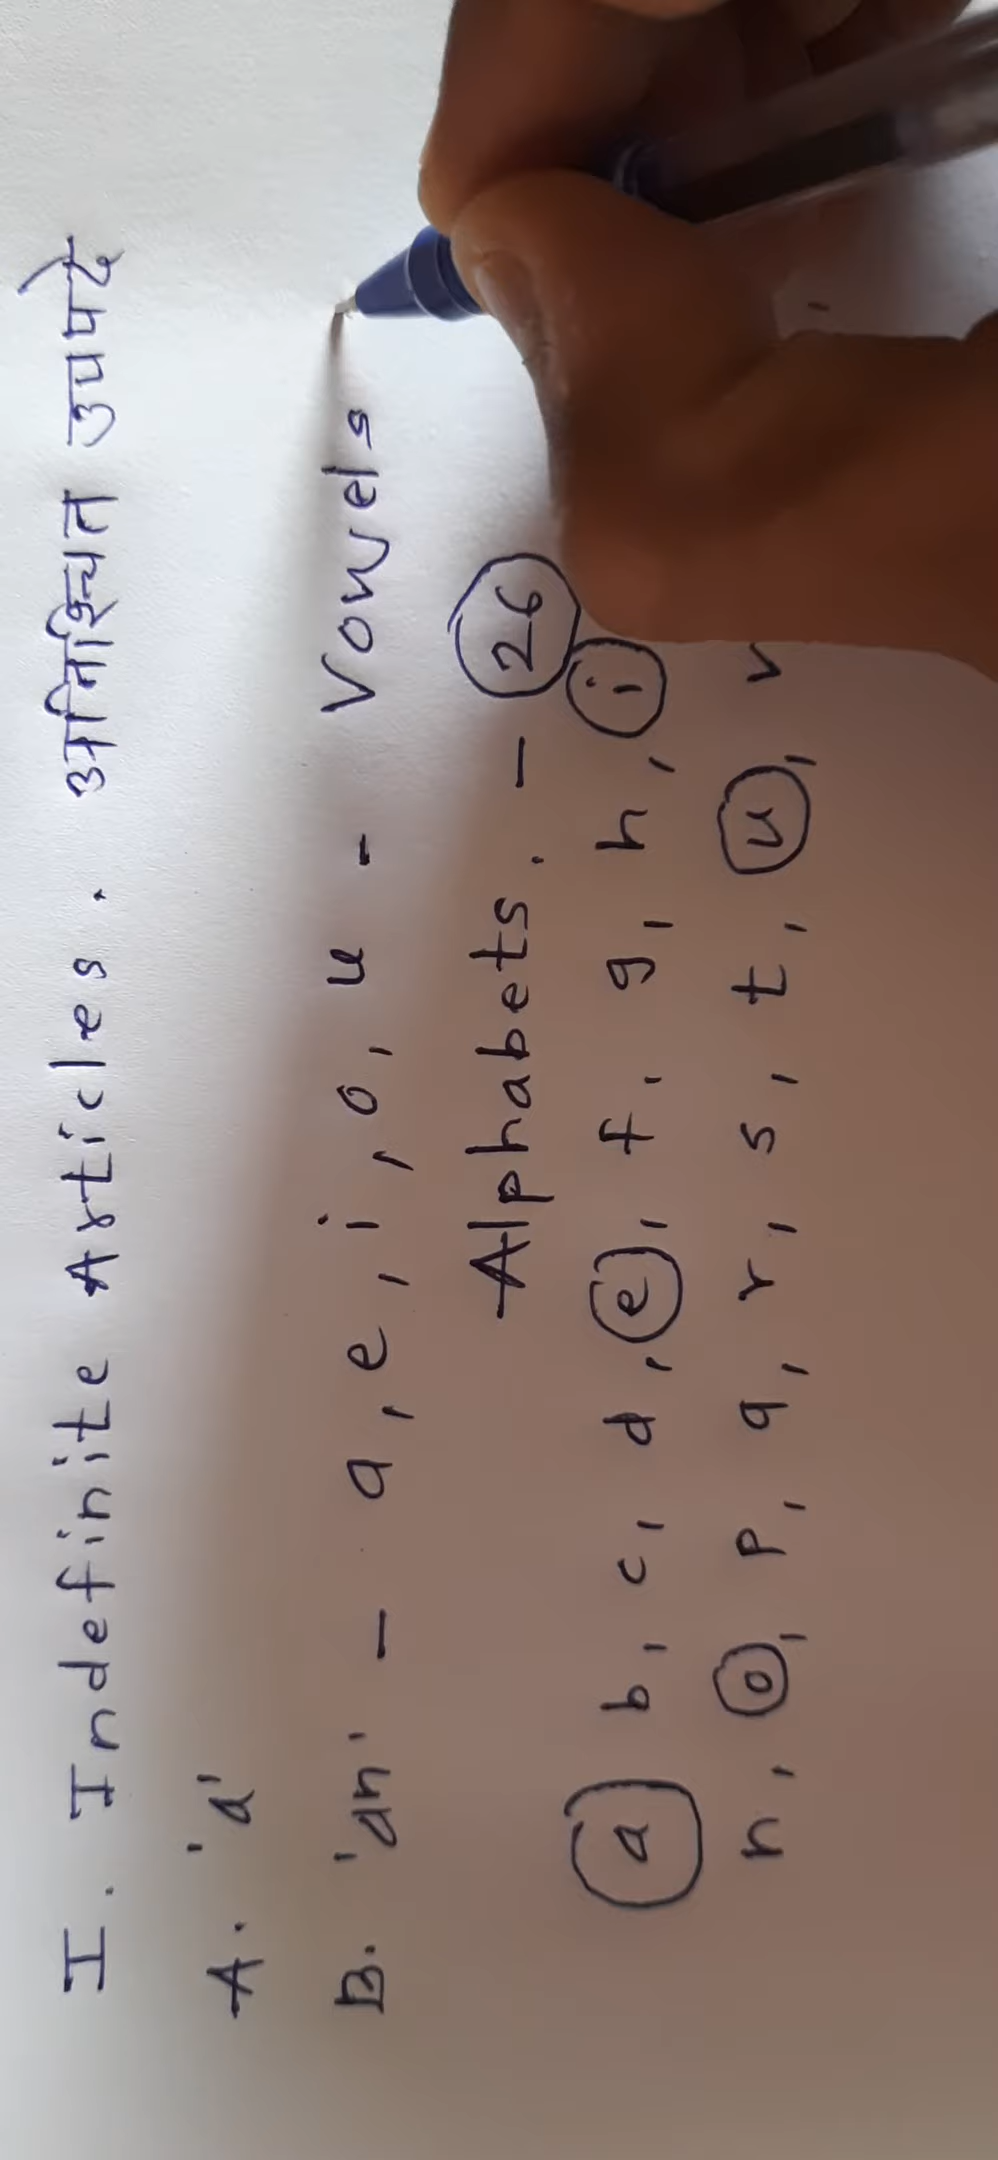 I. Indefinite Articles. अनिश्चित उपपदे
A. 'a'
B. 'an' - a, e, i, o, u - Vowels
Alphabets. - 26
a b, c, d, e, f, g, h, i
n, o, p, q, r, s, t, u, v